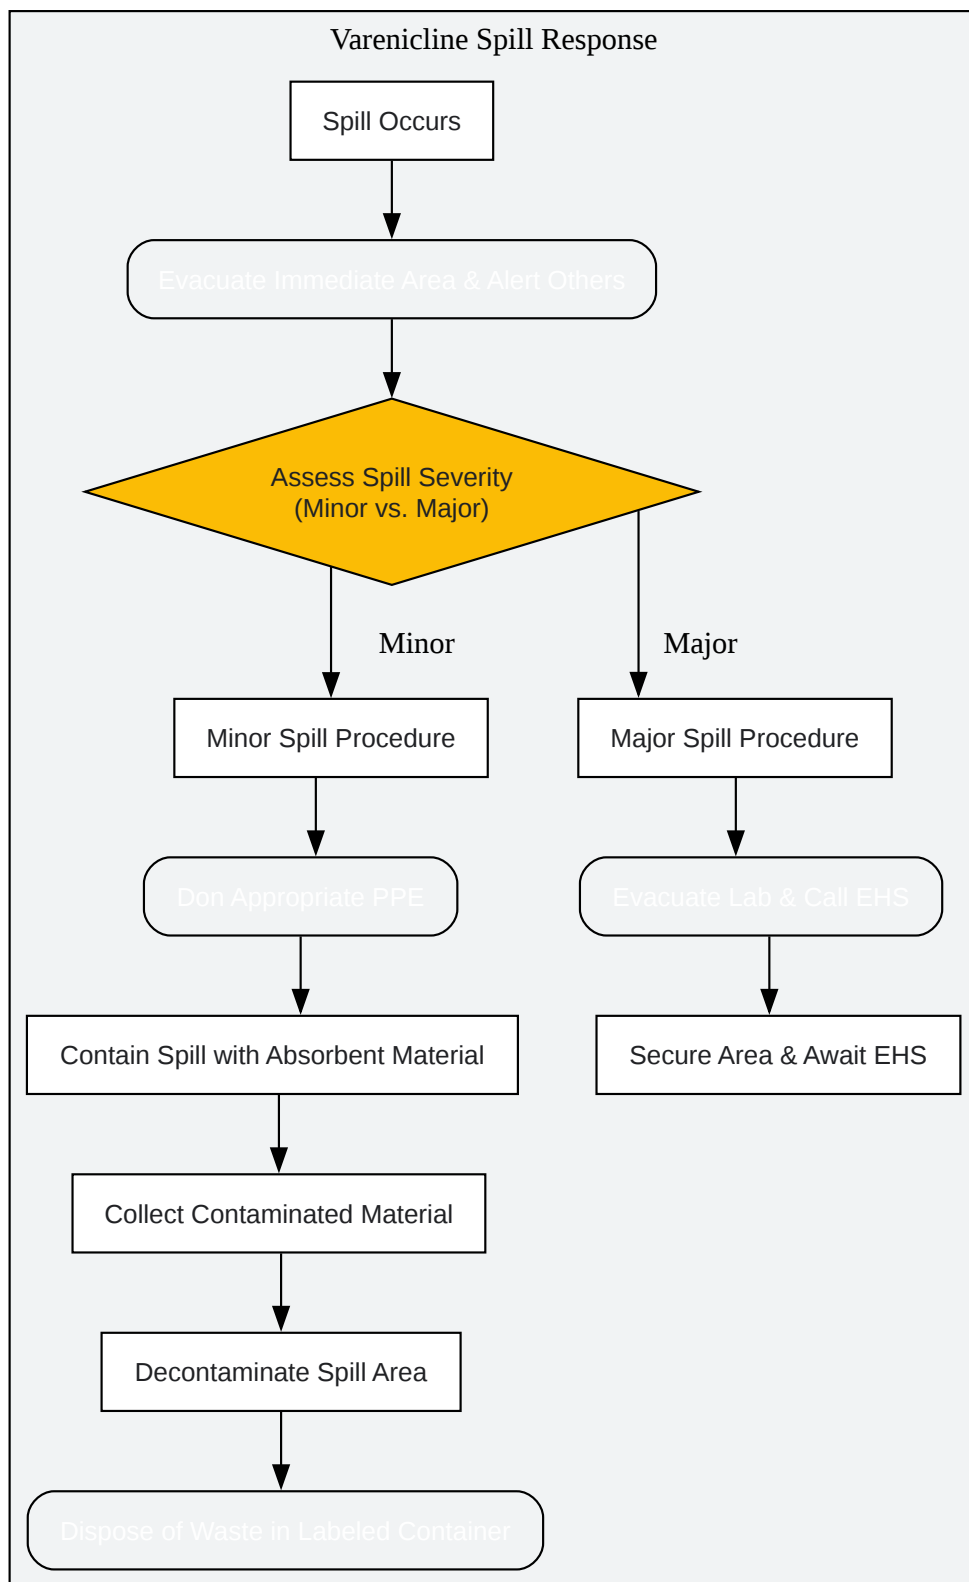 Varenicline Spill Response
Spill Occurs
Evacuate Immediate Area & Alert Others
Assess Spill Severity
(Minor vs. Major)
Minor
Major
Minor Spill Procedure
Major Spill Procedure
Don Appropriate PPE
Evacuate Lab & Call EHS
Contain Spill with Absorbent Material
Secure Area & Await EHS
Collect Contaminated Material
Decontaminate Spill Area
Dispose of Waste in Labeled Container